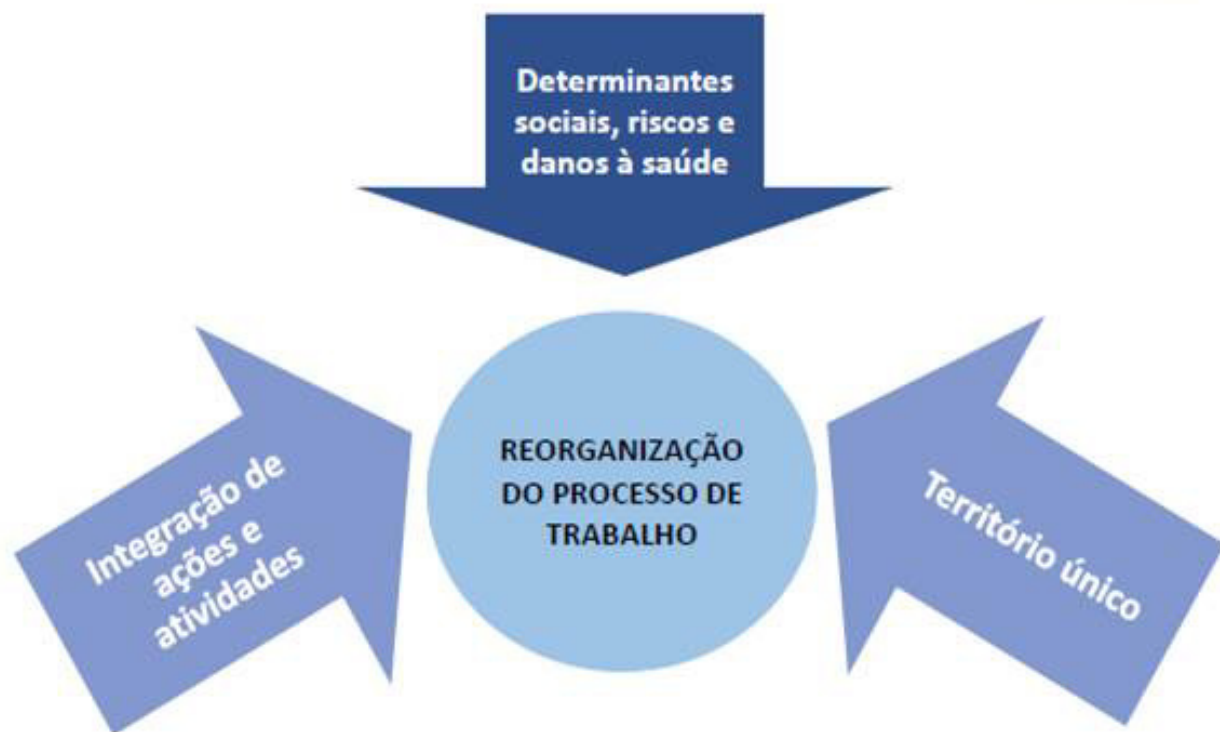 Determinantes
sociais, riscos e
danos à saúde
Integração de
ações e
atividades
REORGANIZAÇÃO
DO PROCESSO DE
TRABALHO
Território único